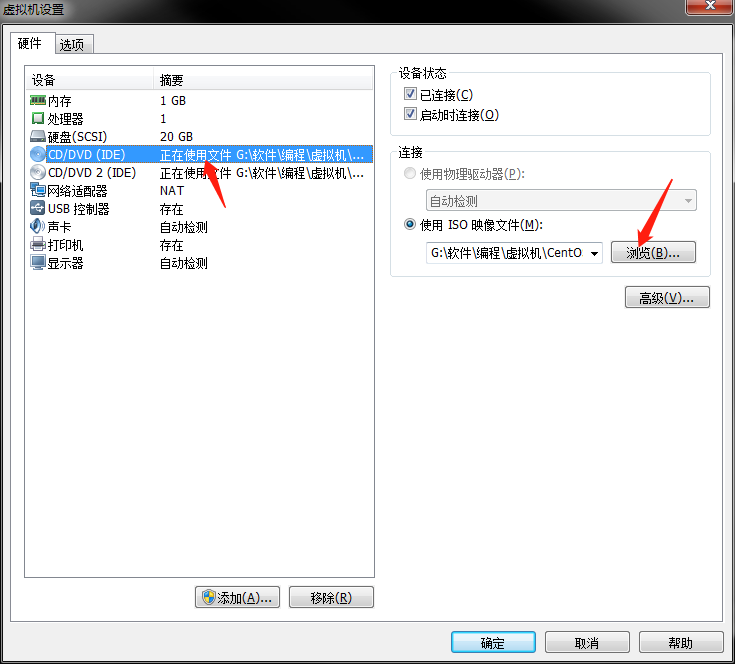 虚拟机设置
硬件 选项
设备 摘要
内存 1 GB
处理器 1
硬盘(SCSI) 20 GB
CD/DVD (IDE) 正在使用文件 G:\软件\编程\虚拟机\...
CD/DVD 2 (IDE) 正在使用文件 G:\软件\编程\虚拟机\...
网络适配器 NAT
USB 控制器 存在
声卡 自动检测
打印机 存在
显示器 自动检测
添加(A)... 移除(R)
设备状态
已连接(C)
启动时连接(O)
连接
使用物理驱动器(P):
自动检测
使用 ISO 映像文件(M):
G:\软件\编程\虚拟机\CentO 浏览(B)...
高级(V)...
确定 取消 帮助